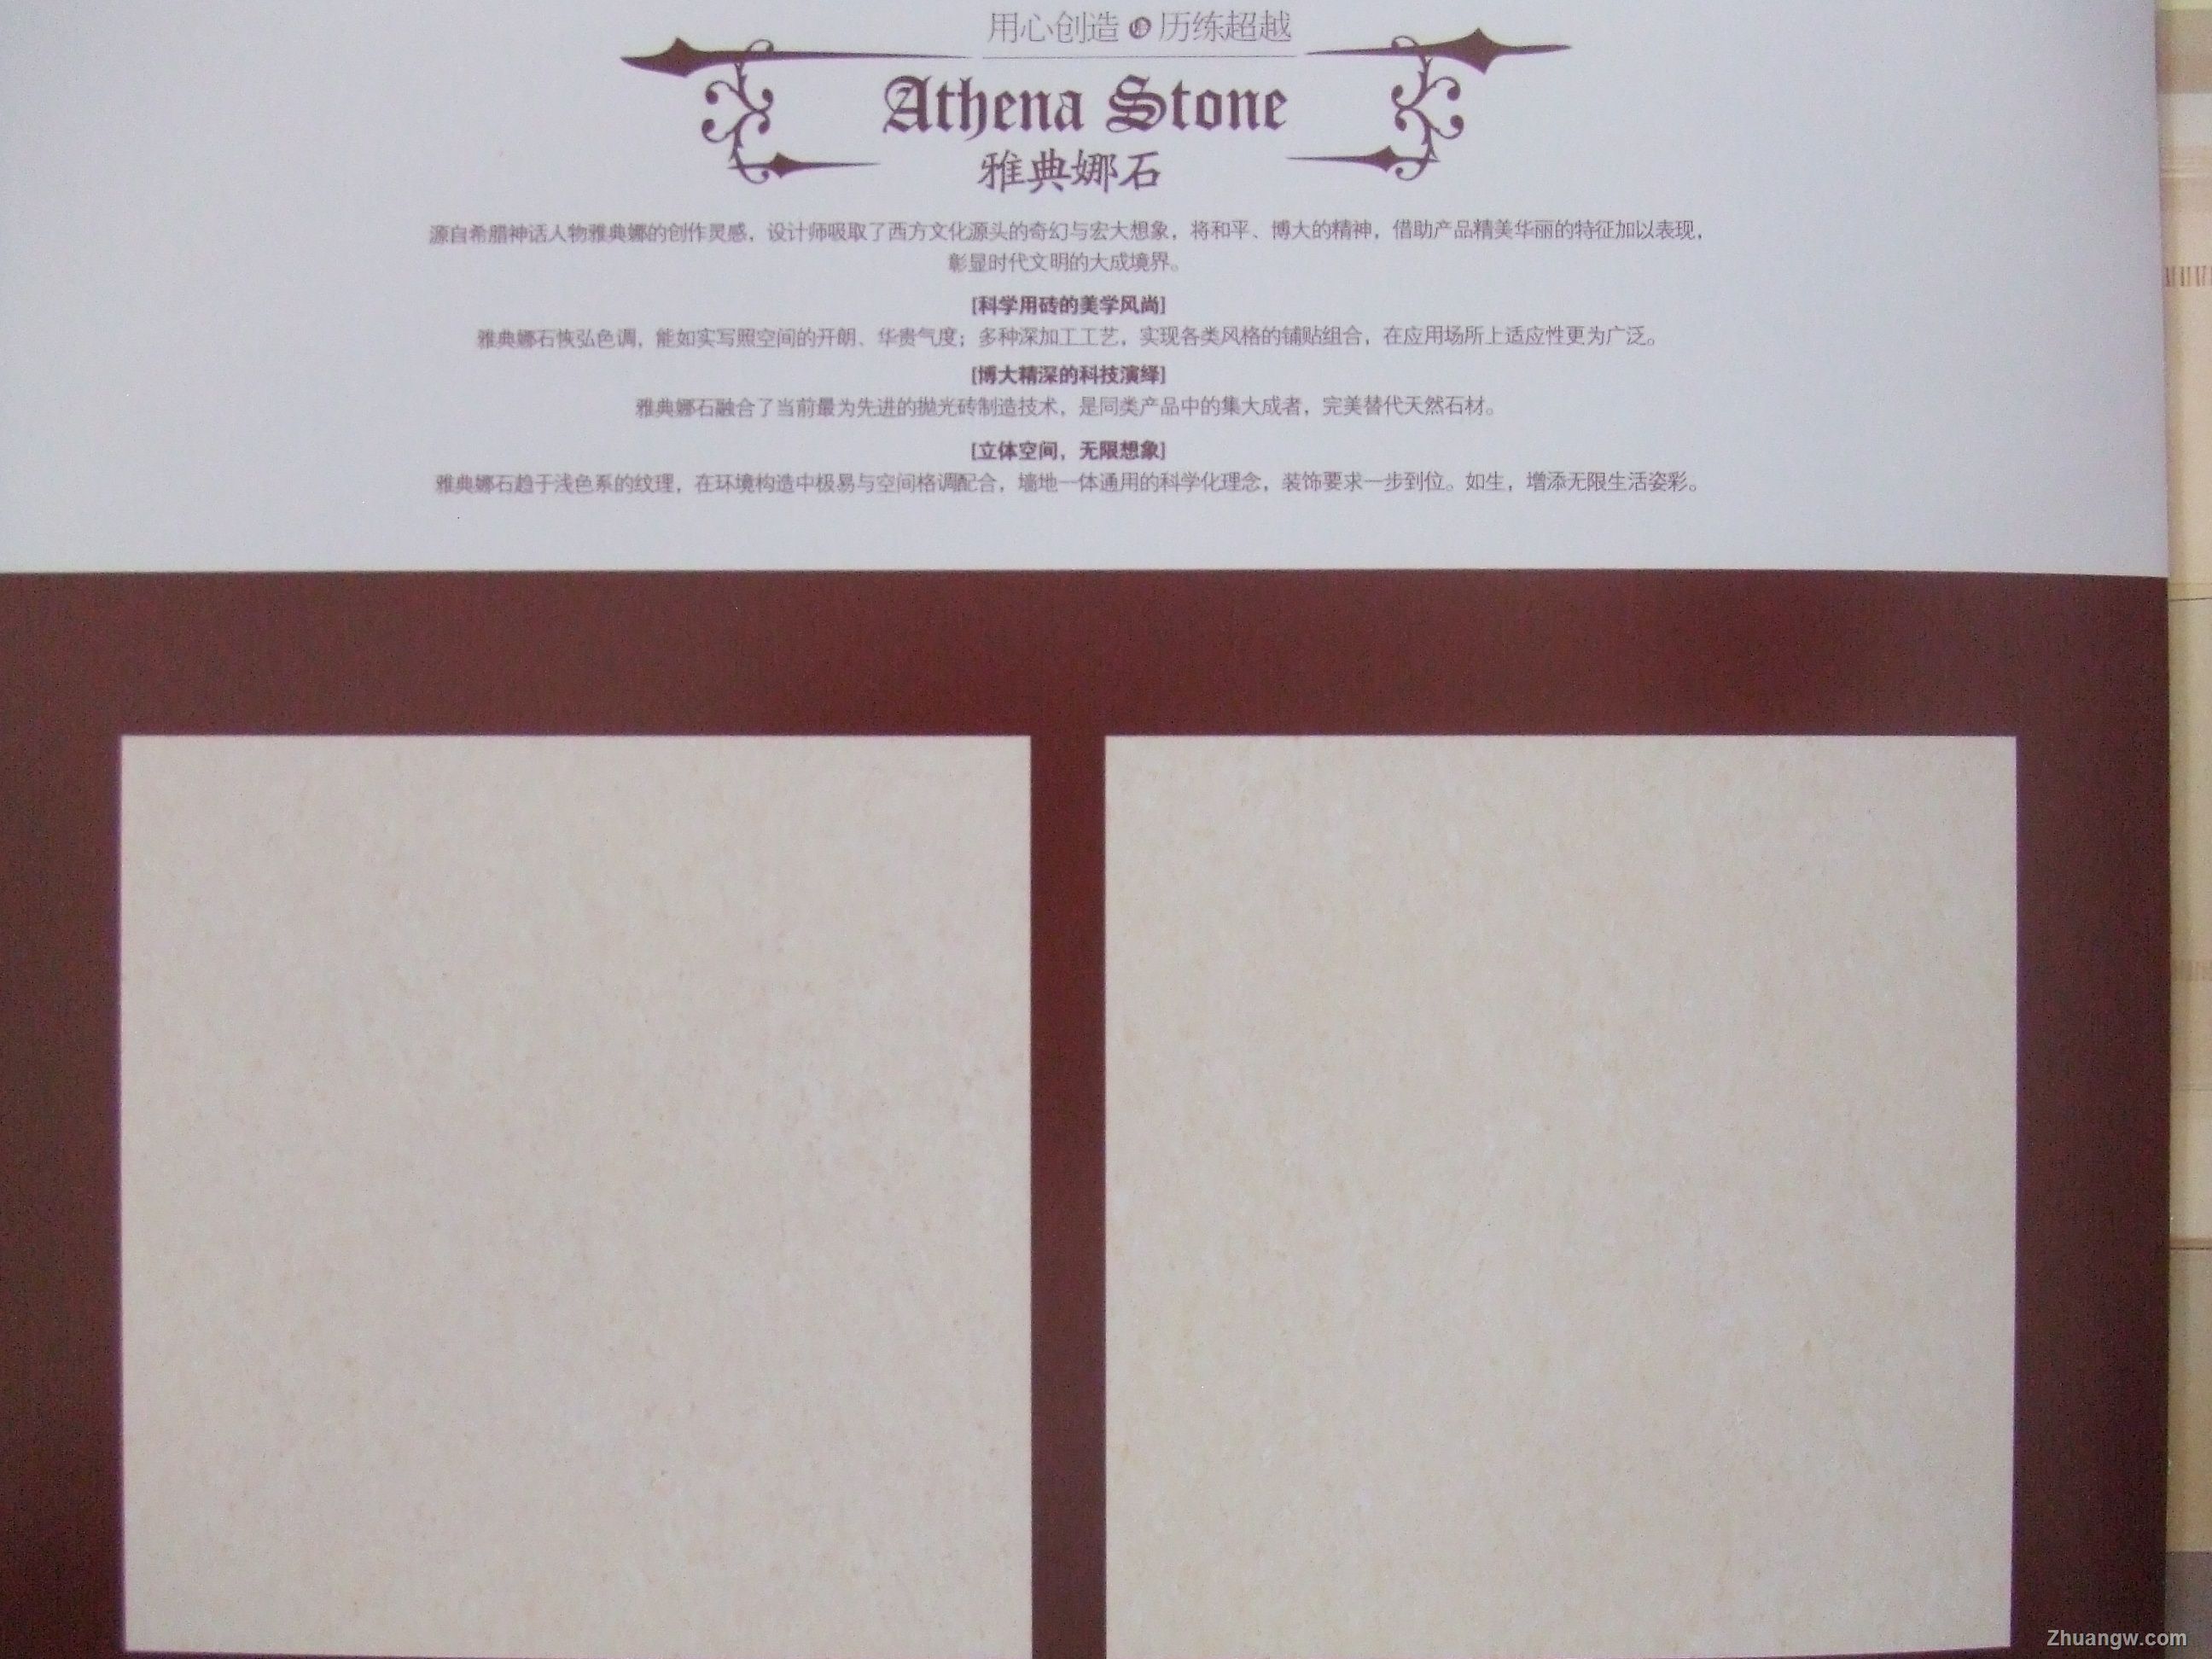 用心创造 历练超越
Athena Stone
雅典娜石
源自希腊神话人物雅典娜的创作灵感，设计师吸取了西方文化源头的奇幻与宏大想象，将和平、博大的精神，借助产品精美华丽的特征加以表现，
彰显时代文明的大成境界。
[科学用砖的美学风尚]
雅典娜石恢弘色调，能如实写照空间的开朗、华贵气度；多种深加工工艺，实现各类风格的铺贴组合，在应用场所上适应性更为广泛。
[博大精深的科技演绎]
雅典娜石融合了当前最为先进的抛光砖制造技术，是同类产品中的集大成者，完美替代天然石材。
[立体空间，无限想象]
雅典娜石趋于浅色系的纹理，在环境构造中极易与空间格调配合，墙地一体通用的科学化理念，装饰要求一步到位。如生，增添无限生活姿彩。
Zhuangw.com